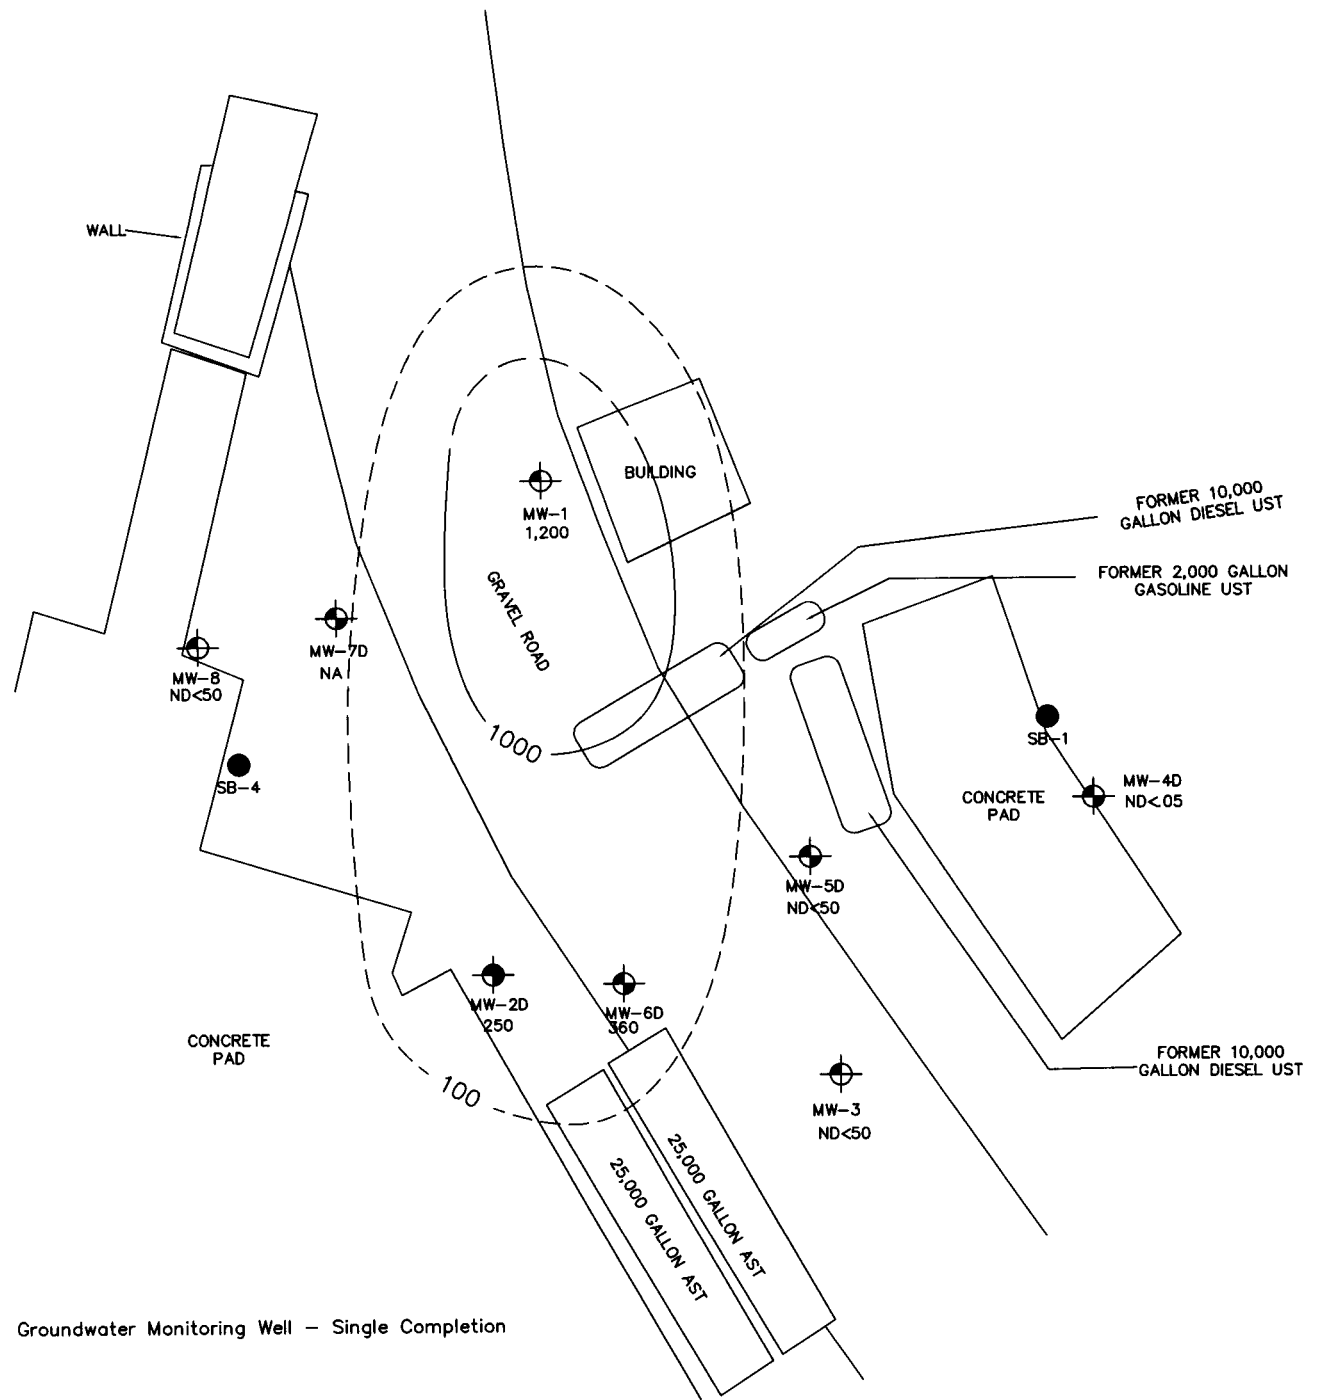 WALL
BUILDING
MW-1
1,200
GRAVEL ROAD
FORMER 10,000
GALLON DIESEL UST
FORMER 2,000 GALLON
GASOLINE UST
MW-7D
NA
MW-8
ND<50
SB-4
1000
SB-1
CONCRETE
PAD
MW-4D
ND<.05
MW-5D
ND<50
MW-2D
250
MW-6D
360
CONCRETE
PAD
100
FORMER 10,000
GALLON DIESEL UST
MW-3
ND<50
25,000 GALLON AST
25,000 GALLON AST
Groundwater Monitoring Well – Single Completion